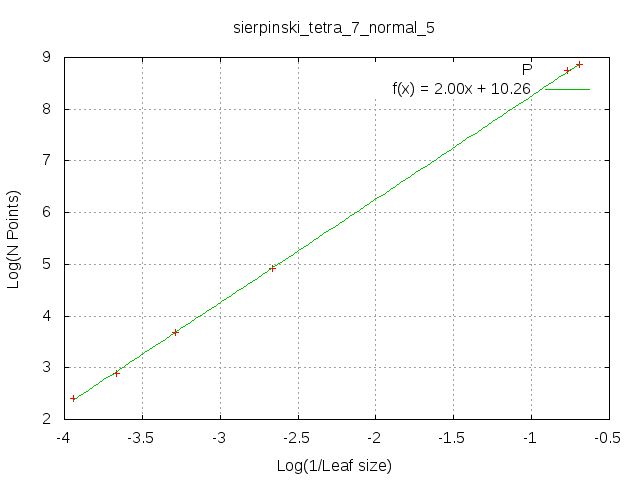 sierpinski_tetra_7_normal_5
9
8
7
6
5
4
3
2
P
f(x) = 2.00x + 10.26
Log(N Points)
-4 -3.5 -3 -2.5 -2 -1.5 -1 -0.5
Log(1/Leaf size)